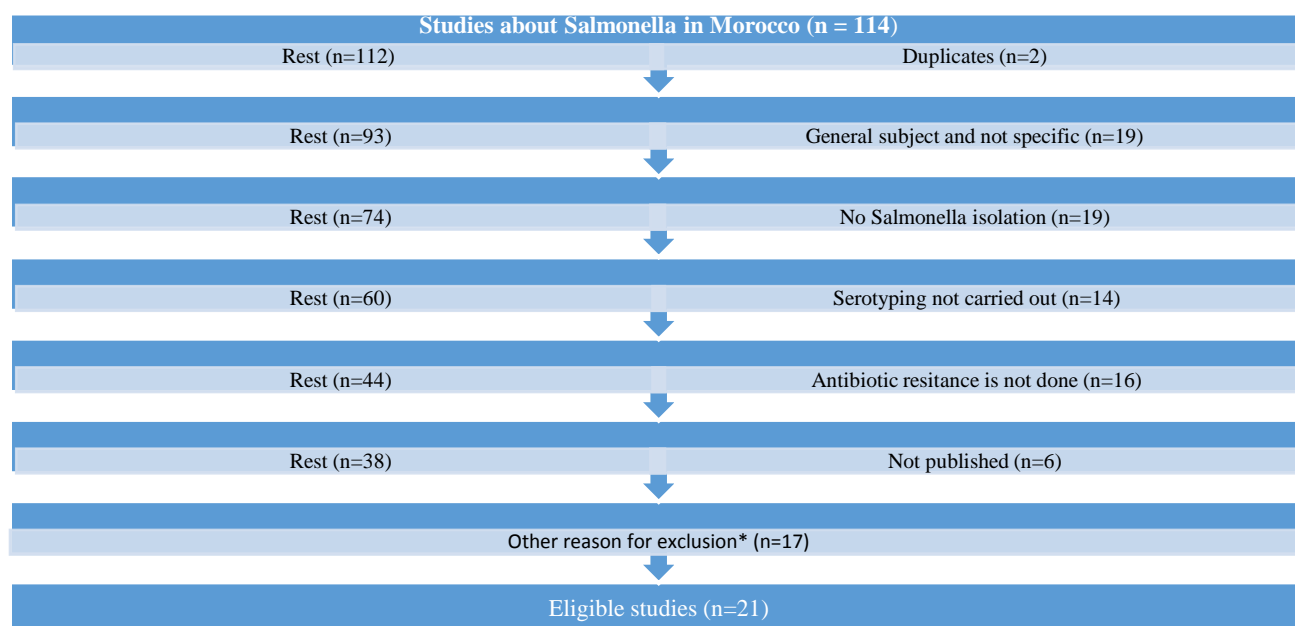 Studies about Salmonella in Morocco (n = 114)
Rest (n=112) Duplicates (n=2)
Rest (n=93) General subject and not specific (n=19)
Rest (n=74) No Salmonella isolation (n=19)
Rest (n=60) Serotyping not carried out (n=14)
Rest (n=44) Antibiotic resitance is not done (n=16)
Rest (n=38) Not published (n=6)
Other reason for exclusion* (n=17)
Eligible studies (n=21)